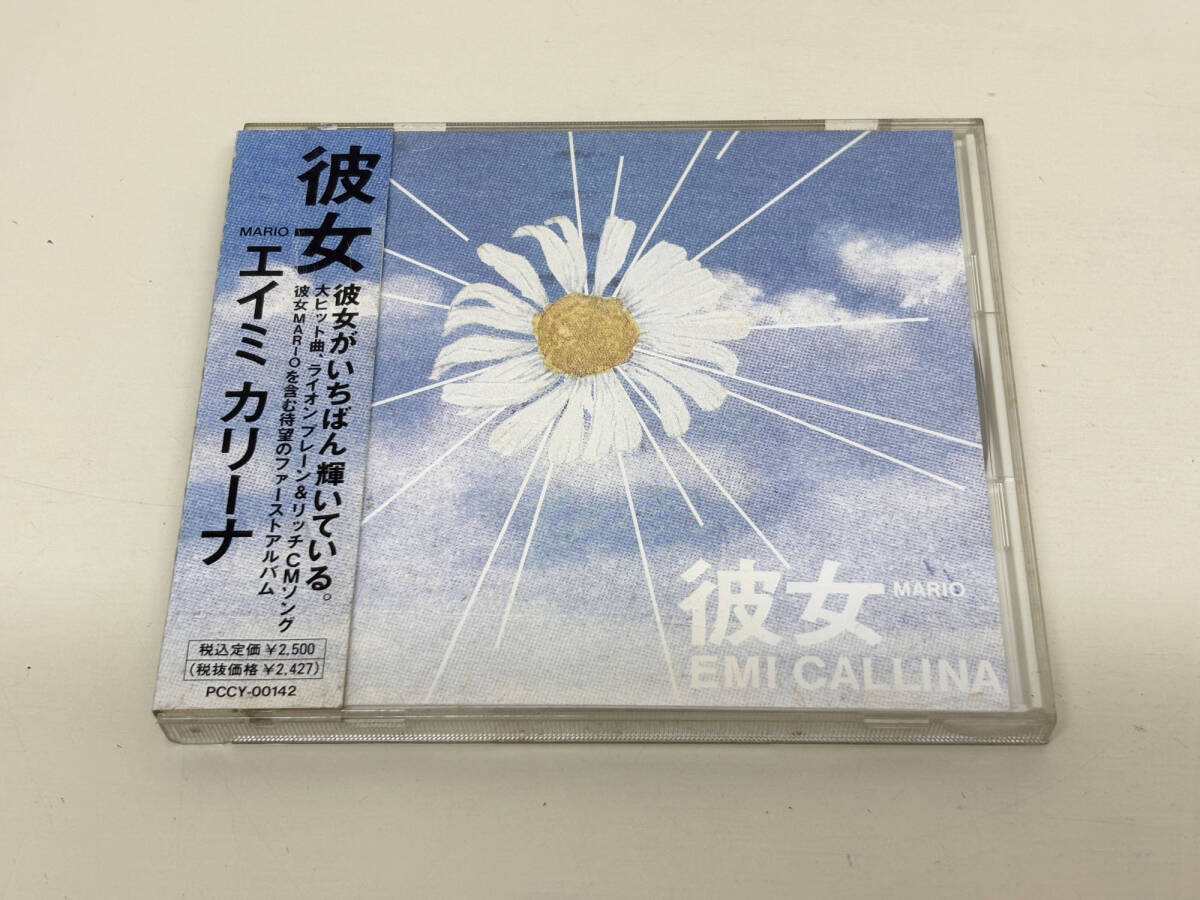 彼女
MARIO
エイミ カリーナ
彼女がいちばん輝いている。
大ヒット曲、ライオン フレーン&リッチCMソング
彼女MARIOを含む待望のファーストアルバム
税込定価¥2,500
(税抜価格¥2,427)
PCCY-00142
彼女 MARIO
EMI CALLINA